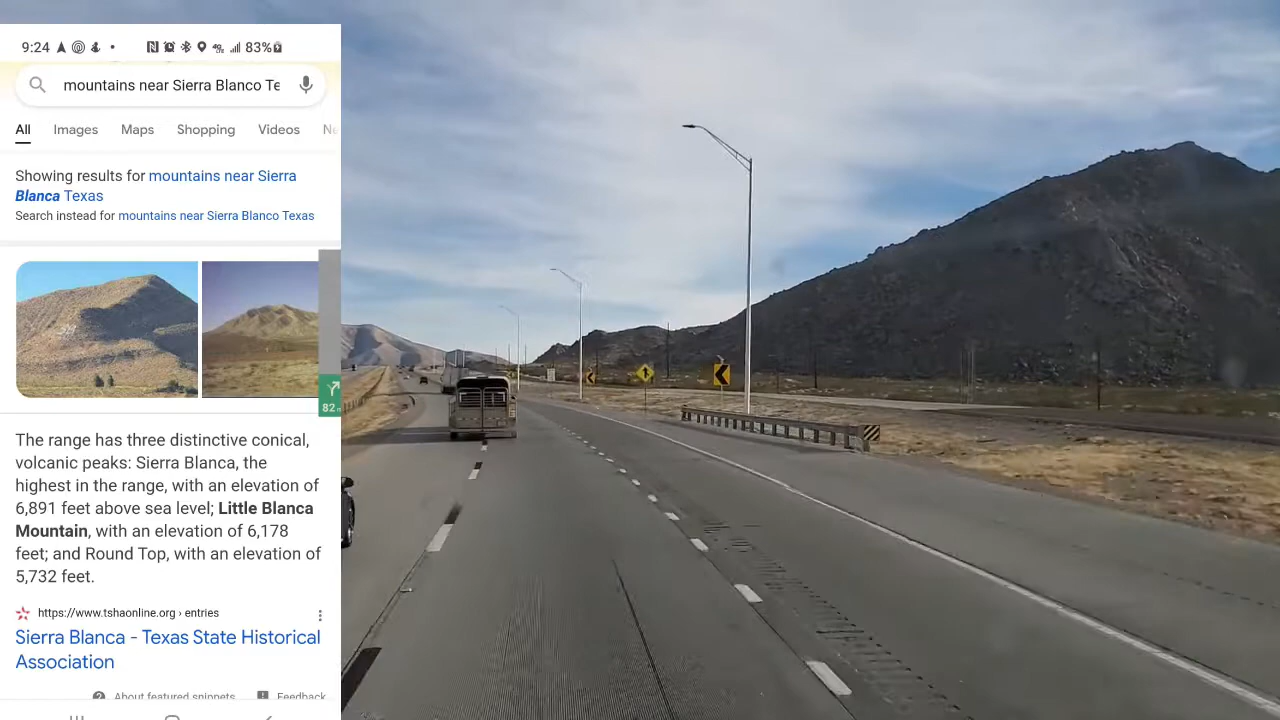 9:24
83%
mountains near Sierra Blanco Te
All Images Maps Shopping Videos
Showing results for mountains near Sierra
Blanca Texas
Search instead for mountains near Sierra Blanco Texas
82
The range has three distinctive conical,
volcanic peaks: Sierra Blanca, the
highest in the range, with an elevation of
6,891 feet above sea level; Little Blanca
Mountain, with an elevation of 6,178
feet; and Round Top, with an elevation of
5,732 feet.
https://www.tshaonline.org › entries
Sierra Blanca - Texas State Historical
Association
About featured snippets Feedback